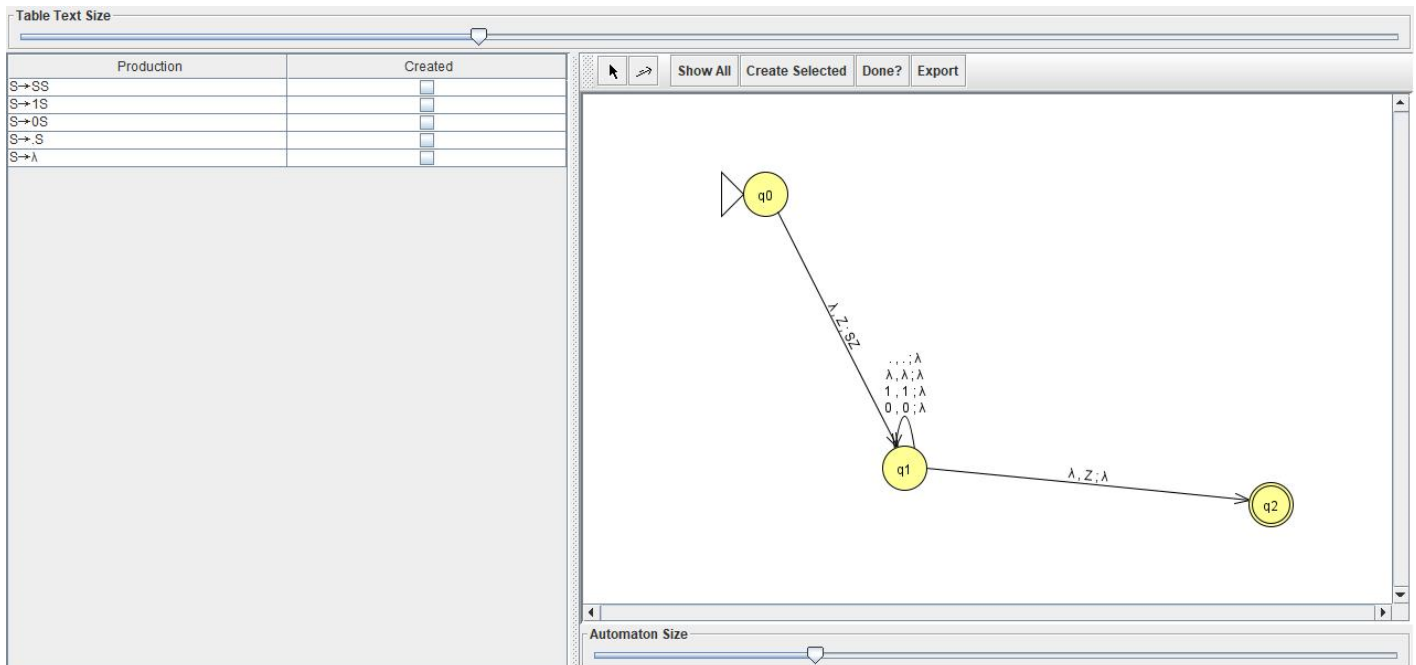 Table Text Size
Production Created
S→SS
S→1S
S→0S
S→.S
S→λ
Show All Create Selected Done? Export
q0
λ , Z ; SZ
. , . ; λ
λ , λ ; λ
1 , 1 ; λ
0 , 0 ; λ
q1
λ , Z ; λ
q2
Automaton Size